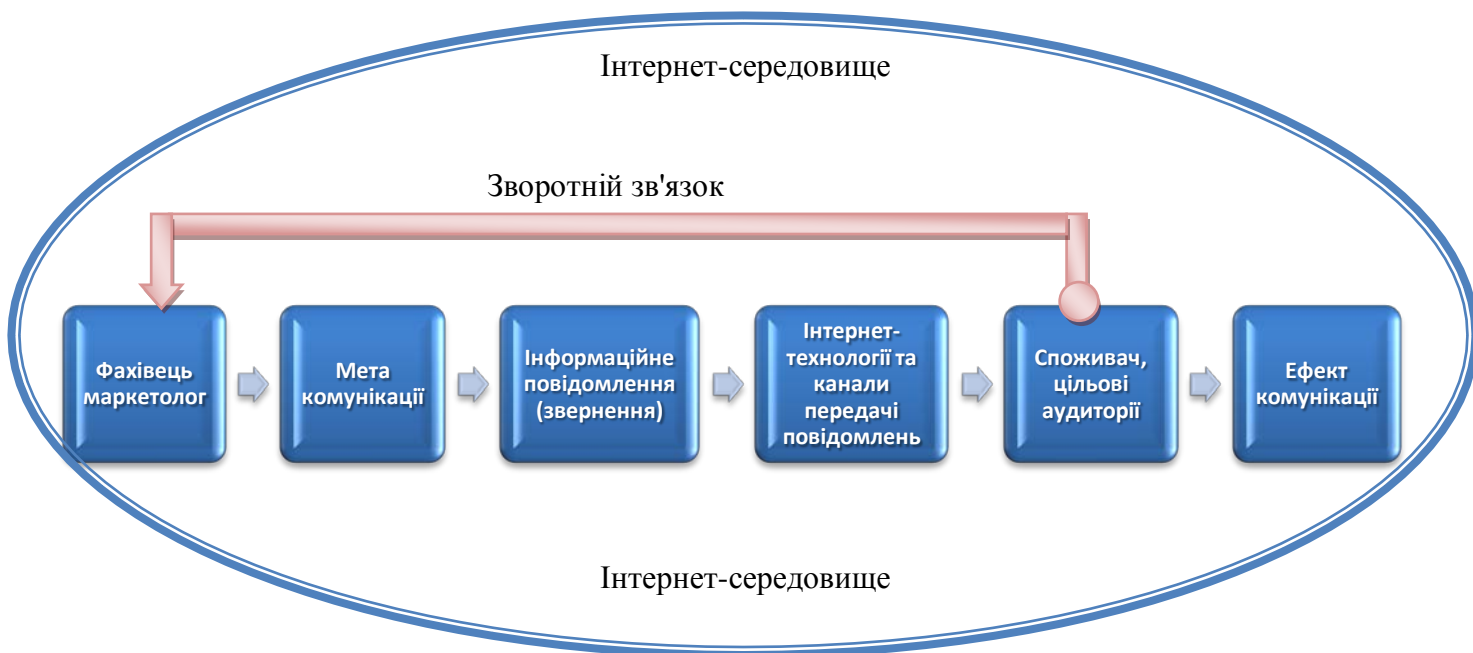 Інтернет-середовище
Зворотній зв'язок
Фахівець
маркетолог
Мета
комунікації
Інформаційне
повідомлення
(звернення)
Інтернет-
технології та
канали
передачі
повідомлень
Споживач,
цільові
аудиторії
Ефект
комунікації
Інтернет-середовище